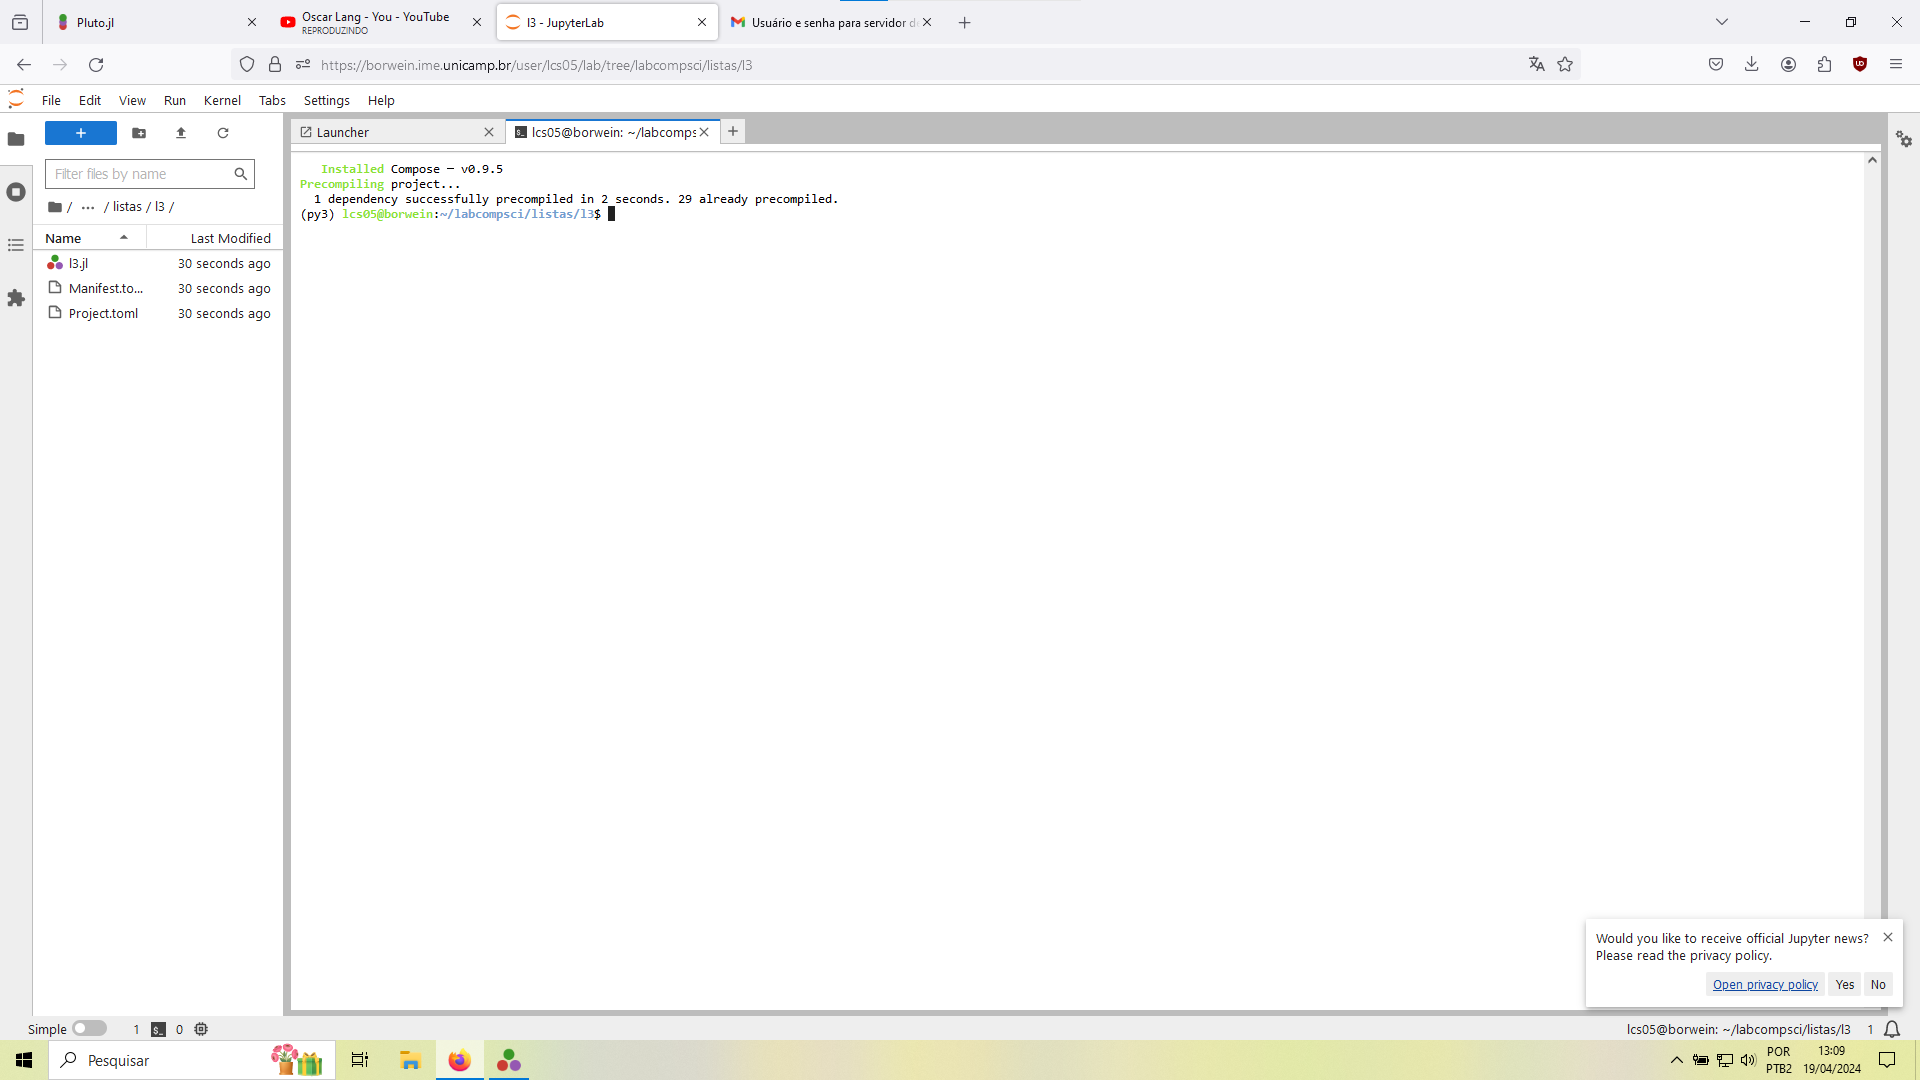 Pluto.jl
Oscar Lang - You - YouTube
REPRODUZINDO
l3 - JupyterLab
Usuário e senha para servidor d
https://borwein.ime.unicamp.br/user/lcs05/lab/tree/labcompsci/listas/l3
File Edit View Run Kernel Tabs Settings Help
+
Filter files by name
/ ··· / listas / l3 /
Name Last Modified
l3.jl 30 seconds ago
Manifest.to... 30 seconds ago
Project.toml 30 seconds ago
Launcher
lcs05@borwein: ~/labcomps
Installed Compose ─ v0.9.5
Precompiling project...
1 dependency successfully precompiled in 2 seconds. 29 already precompiled.
(py3) lcs05@borwein:~/labcompsci/listas/l3$
Would you like to receive official Jupyter news?
Please read the privacy policy.
Open privacy policy Yes No
Simple 1 $_ 0
lcs05@borwein: ~/labcompsci/listas/l3 1
Pesquisar
POR
PTB2
13:09
19/04/2024